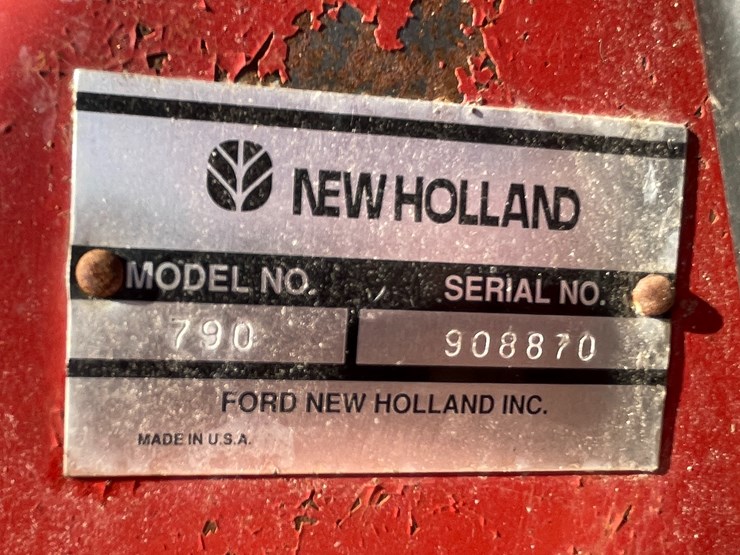 NEW HOLLAND
MODEL NO. SERIAL NO.
790 908870
FORD NEW HOLLAND INC.
MADE IN U.S.A.